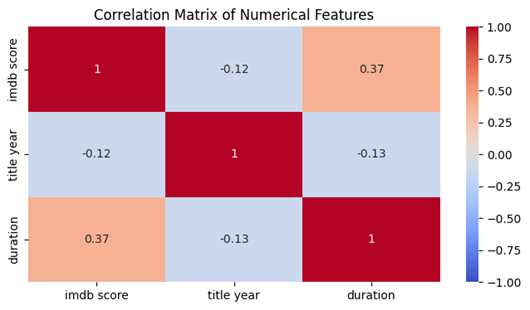 Correlation Matrix of Numerical Features
imdb score
1
-0.12
0.37
title year
-0.12
1
-0.13
duration
0.37
-0.13
1
imdb score
title year
duration
1.00
0.75
0.50
0.25
0.00
−0.25
−0.50
−0.75
−1.00